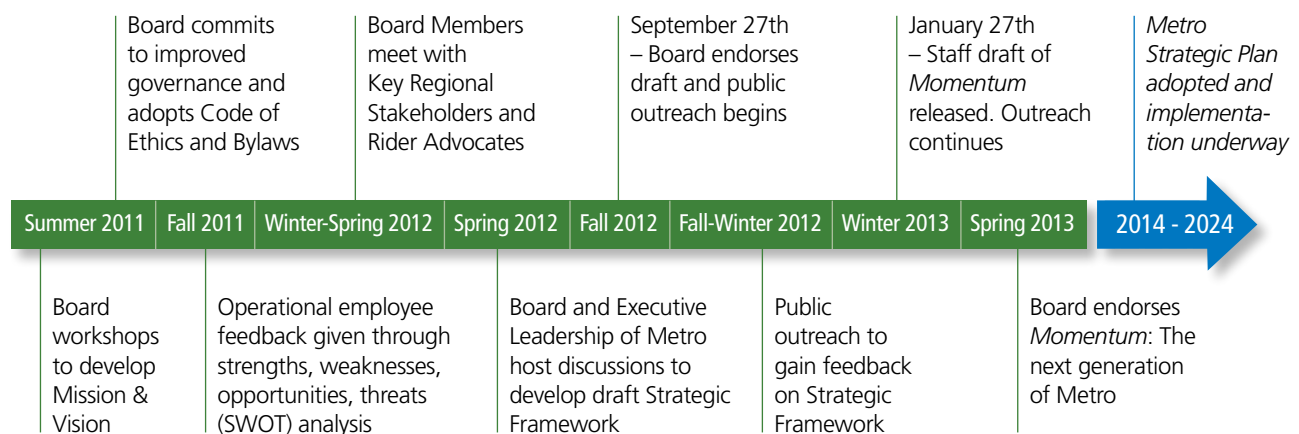 Board commits
to improved
governance and
adopts Code of
Ethics and Bylaws
Board Members
meet with
Key Regional
Stakeholders and
Rider Advocates
September 27th
– Board endorses
draft and public
outreach begins
January 27th
– Staff draft of
Momentum
released. Outreach
continues
Metro
Strategic Plan
adopted and
implementa-
tion underway
Summer 2011
Fall 2011
Winter-Spring 2012
Spring 2012
Fall 2012
Fall-Winter 2012
Winter 2013
Spring 2013
2014 - 2024
Board
workshops
to develop
Mission &
Vision
Operational employee
feedback given through
strengths, weaknesses,
opportunities, threats
(SWOT) analysis
Board and Executive
Leadership of Metro
host discussions to
develop draft Strategic
Framework
Public
outreach to
gain feedback
on Strategic
Framework
Board endorses
Momentum: The
next generation
of Metro